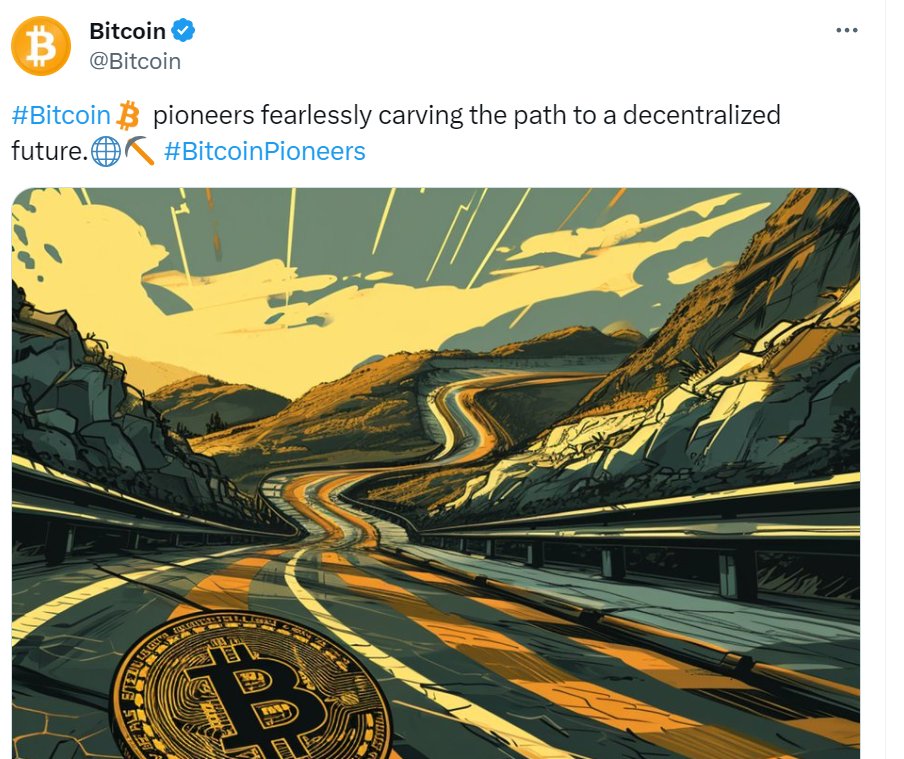 Bitcoin
@Bitcoin
#Bitcoin pioneers fearlessly carving the path to a decentralized
future. #BitcoinPioneers